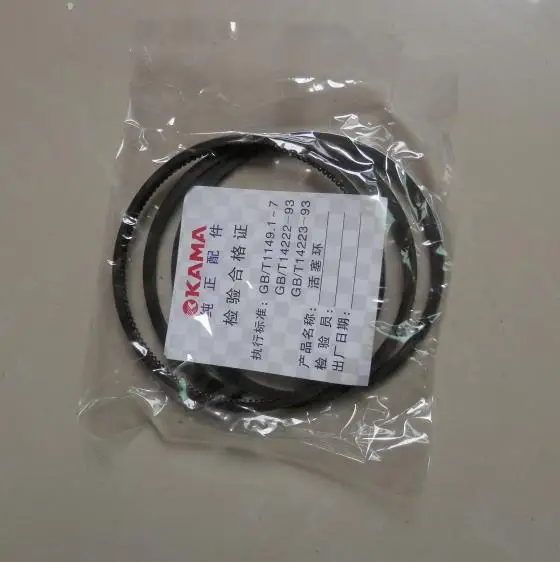 KAMA
纯正配件
检验合格证
执行标准: GB/T1149.1-7
GB/T14222-93
GB/T14223-93
产品名称: 活塞环
检验员:
出厂日期: